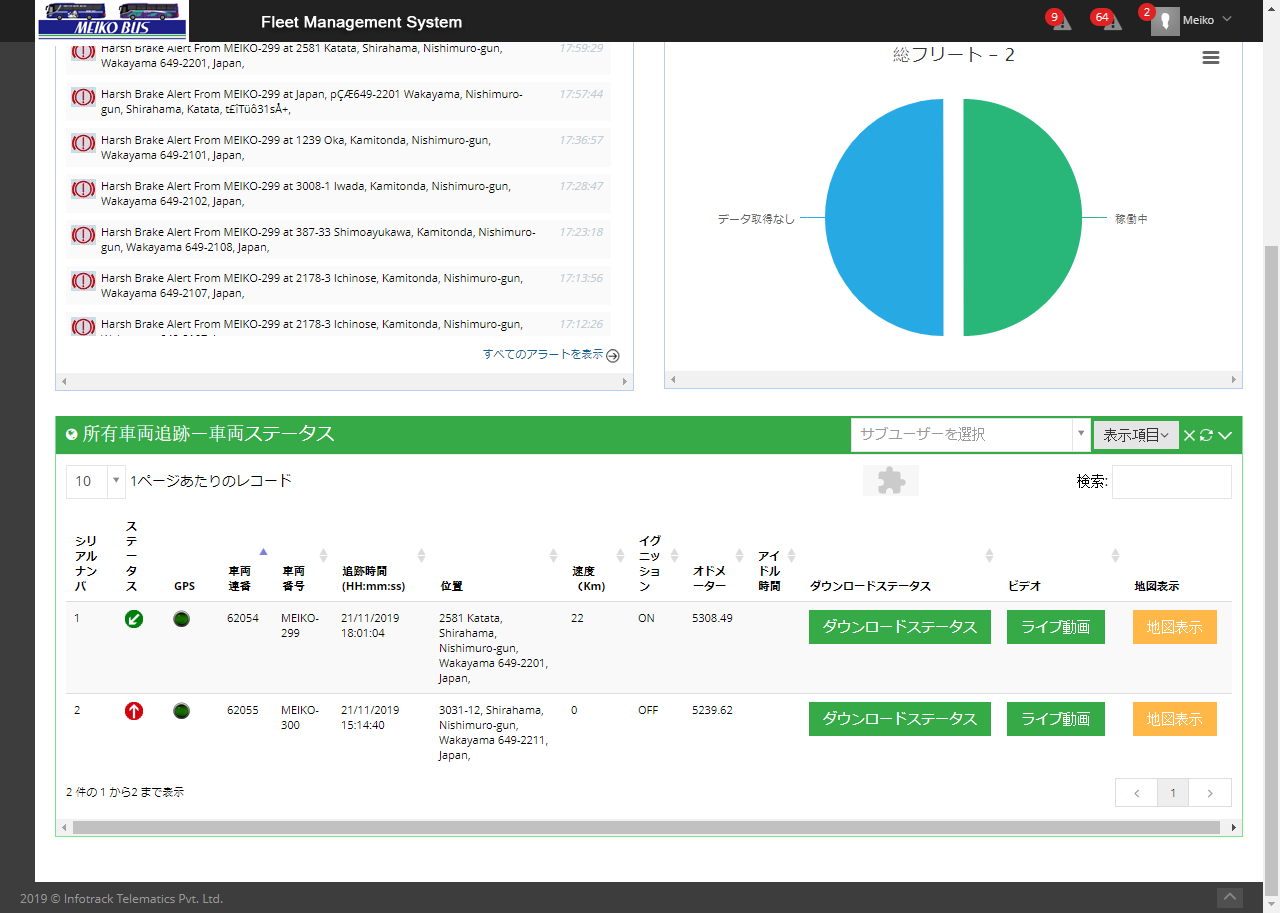 MEIKO BUS
Fleet Management System
9
64
2
Meiko
Harsh Brake Alert From MEIKO-299 at 2581 Katata, Shirahama, Nishimuro-gun,
Wakayama 649-2201, Japan,
17:59:29
Harsh Brake Alert From MEIKO-299 at Japan, pÇÆ649-2201 Wakayama, Nishimuro-
gun, Shirahama, Katata, t£ÎTüô31sÅ+,
17:57:44
Harsh Brake Alert From MEIKO-299 at 1239 Oka, Kamitonda, Nishimuro-gun,
Wakayama 649-2101, Japan,
17:36:57
Harsh Brake Alert From MEIKO-299 at 3008-1 Iwada, Kamitonda, Nishimuro-gun,
Wakayama 649-2102, Japan,
17:28:47
Harsh Brake Alert From MEIKO-299 at 387-33 Shimoayukawa, Kamitonda, Nishimuro-
gun, Wakayama 649-2108, Japan,
17:23:18
Harsh Brake Alert From MEIKO-299 at 2178-3 Ichinose, Kamitonda, Nishimuro-gun,
Wakayama 649-2107, Japan,
17:13:56
Harsh Brake Alert From MEIKO-299 at 2178-3 Ichinose, Kamitonda, Nishimuro-gun,
17:12:26
すべてのアラートを表示
総フリート – 2
データ取得なし
稼働中
所有車両追跡ー車両ステータス
サブユーザーを選択
表示項目
10
1ページあたりのレコード
検索:
シリ
アル
ナン
バ
ス
テ
ー
タ
ス
GPS
車両
連番
車両
番号
追跡時間
(HH:mm:ss)
位置
速度
（Km)
イグ
ニッ
ショ
ン
オドメ
ーター
アイ
ドル
時間
ダウンロードステータス
ビデオ
地図表示
1
62054
MEIKO-
299
21/11/2019
18:01:04
2581 Katata,
Shirahama,
Nishimuro-gun,
Wakayama 649-2201,
Japan,
22
ON
5308.49
ダウンロードステータス
ライブ動画
地図表示
2
62055
MEIKO-
300
21/11/2019
15:14:40
3031-12, Shirahama,
Nishimuro-gun,
Wakayama 649-2211,
Japan,
0
OFF
5239.62
ダウンロードステータス
ライブ動画
地図表示
2 件の 1 から2 まで表示
1
2019 © Infotrack Telematics Pvt. Ltd.